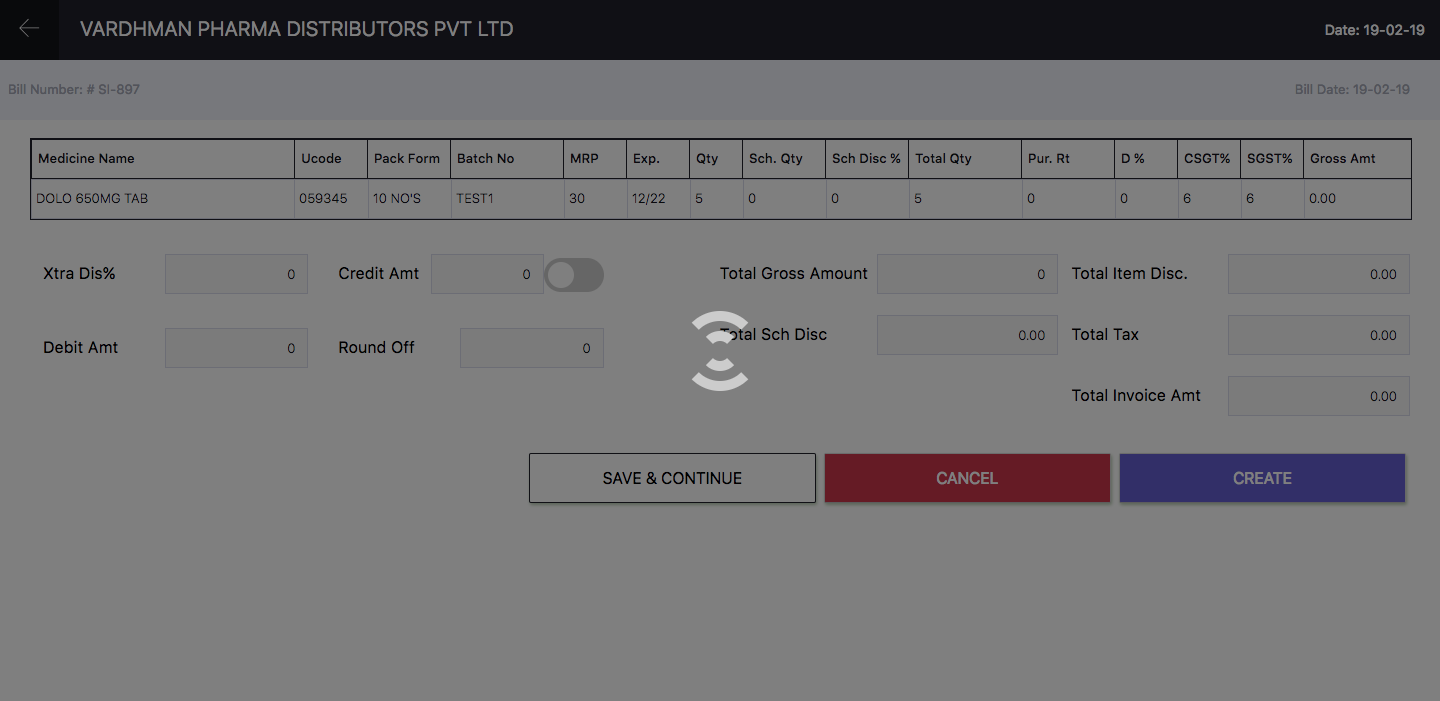 VARDHMAN PHARMA DISTRIBUTORS PVT LTD Date: 19-02-19
Bill Number: # SI-897 Bill Date: 19-02-19
Medicine Name Ucode Pack Form Batch No MRP Exp. Qty Sch. Qty Sch Disc % Total Qty Pur. Rt D % CSGT% SGST% Gross Amt
DOLO 650MG TAB 059345 10 NO'S TEST1 30 12/22 5 0 0 5 0 0 6 6 0.00
Xtra Dis% 0 Credit Amt 0 Total Gross Amount 0 Total Item Disc. 0.00
Debit Amt 0 Round Off 0 Total Sch Disc 0.00 Total Tax 0.00
Total Invoice Amt 0.00
SAVE & CONTINUE CANCEL CREATE